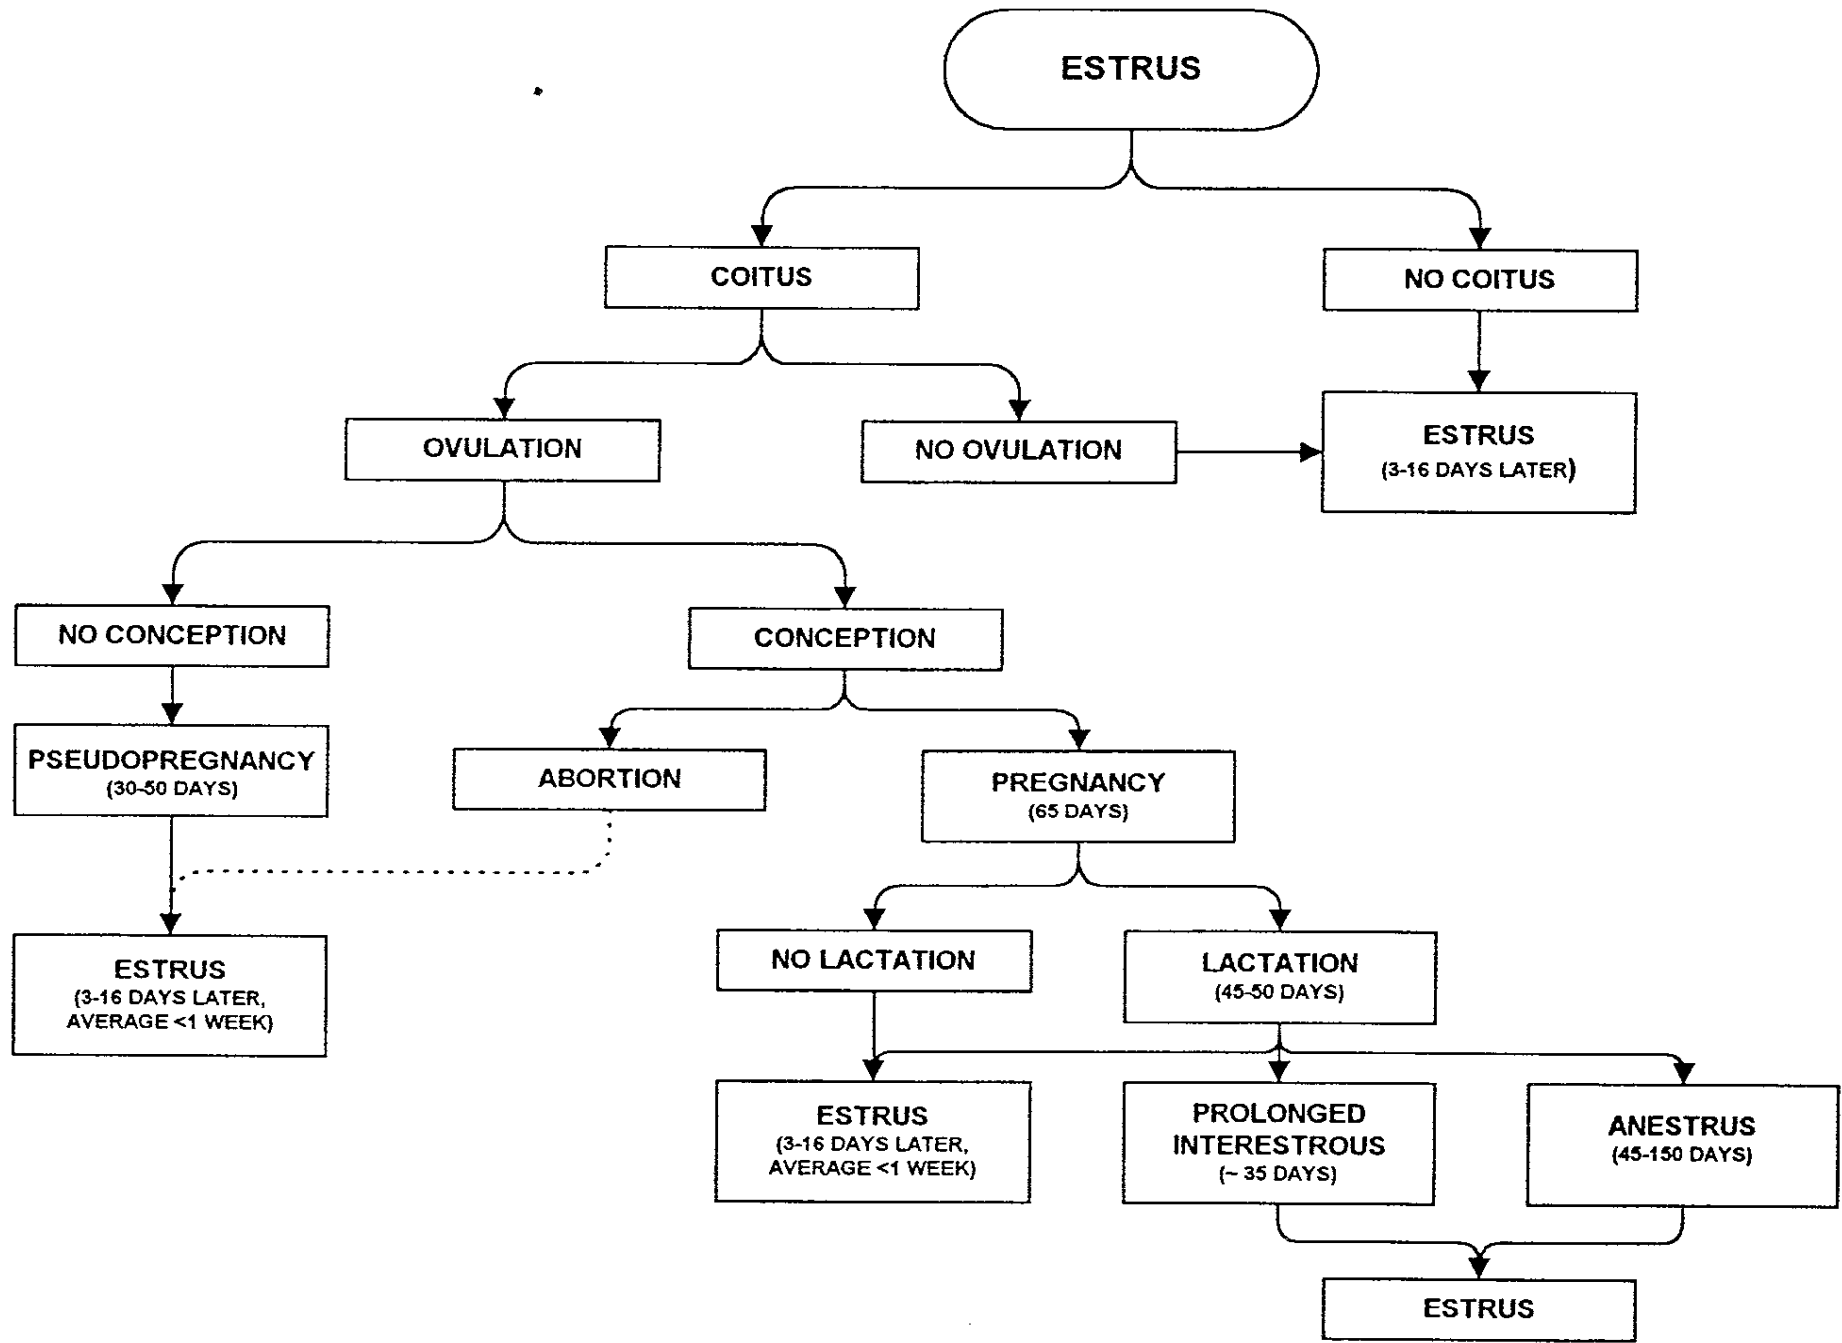 ESTRUS
COITUS
NO COITUS
OVULATION
NO OVULATION
ESTRUS
(3-16 DAYS LATER)
NO CONCEPTION
CONCEPTION
PSEUDOPREGNANCY
(30-50 DAYS)
ABORTION
PREGNANCY
(65 DAYS)
ESTRUS
(3-16 DAYS LATER,
AVERAGE <1 WEEK)
NO LACTATION
LACTATION
(45-50 DAYS)
ESTRUS
(3-16 DAYS LATER,
AVERAGE <1 WEEK)
PROLONGED
INTERESTROUS
(~ 35 DAYS)
ANESTRUS
(45-150 DAYS)
ESTRUS